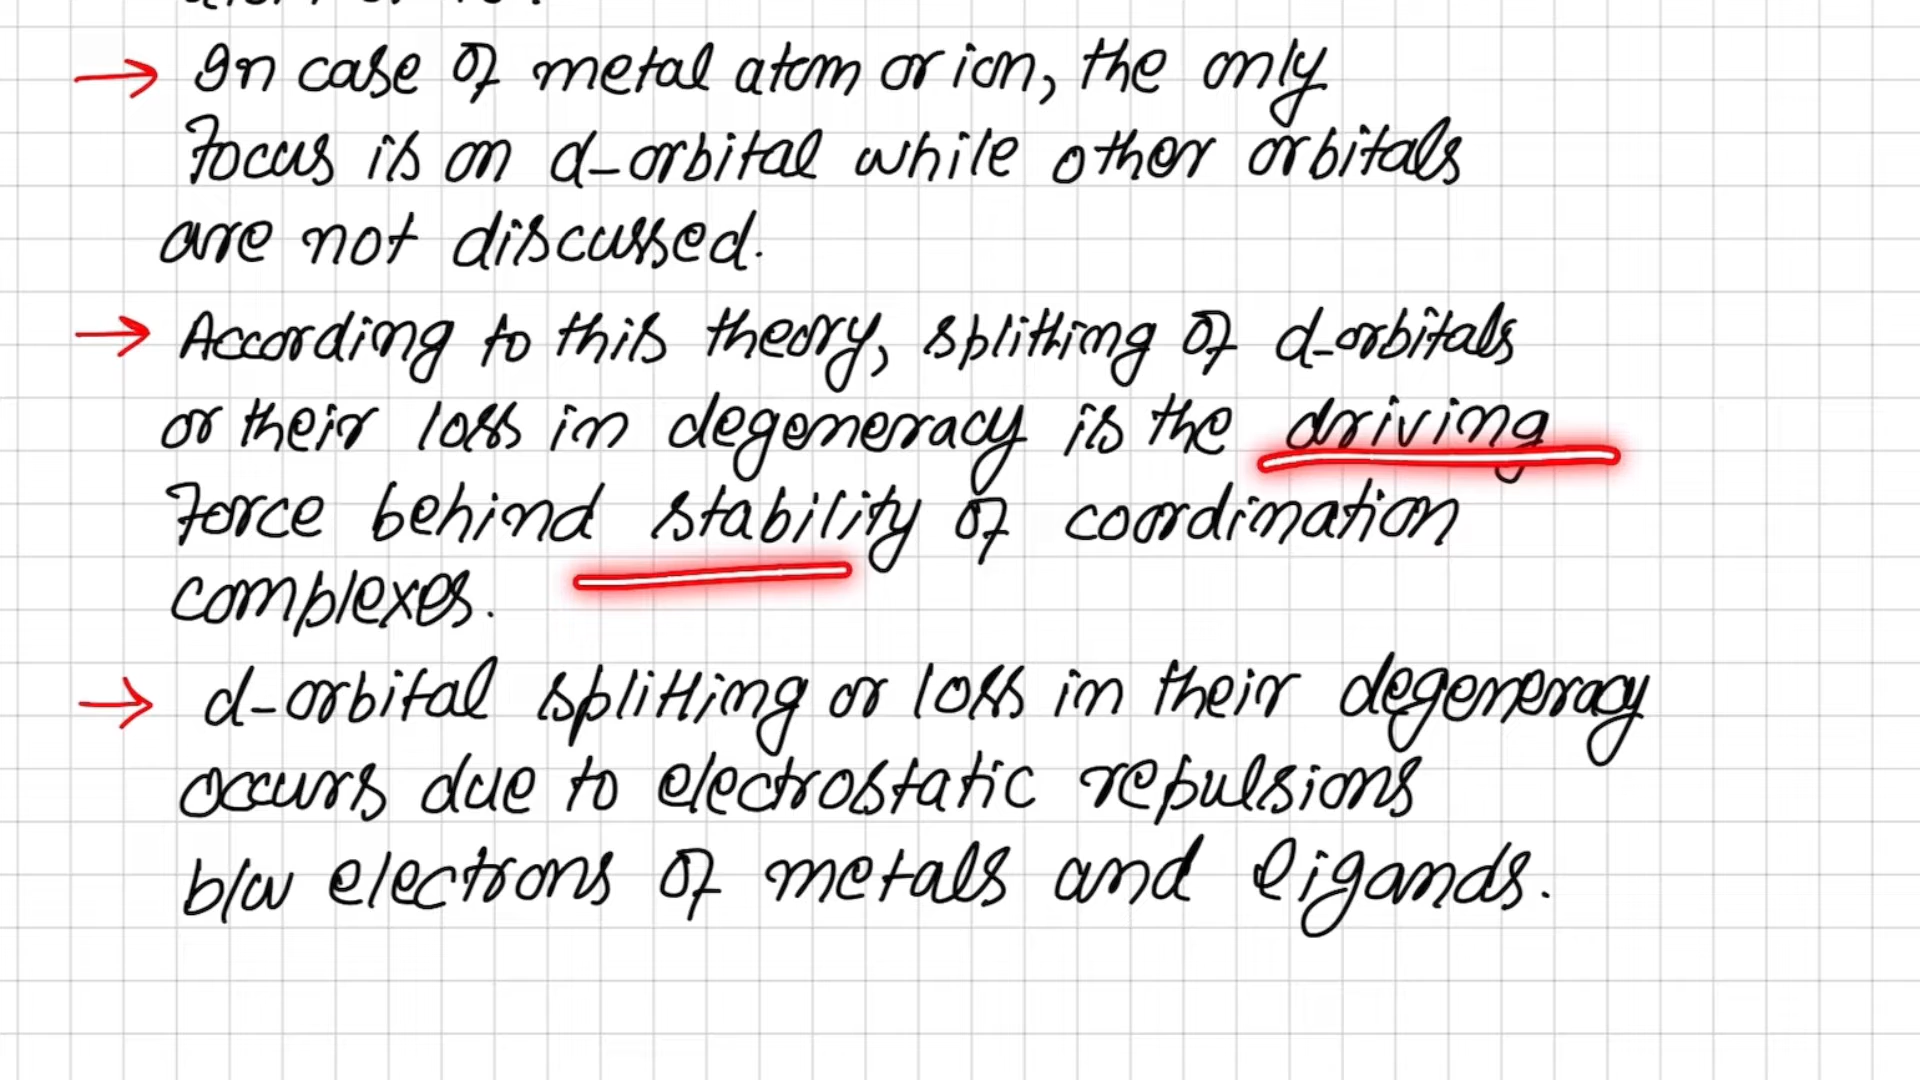 → In case of metal atom or ion, the only
Focus is on d-orbital while other orbitals
are not discussed.
→ According to this theory, splitting of d-orbitals
or their loss in degeneracy is the driving
Force behind stability of coordination
complexes.
→ d-orbital splitting or loss in their degeneracy
occurs due to electrostatic repulsions
b/w electrons of metals and ligands.